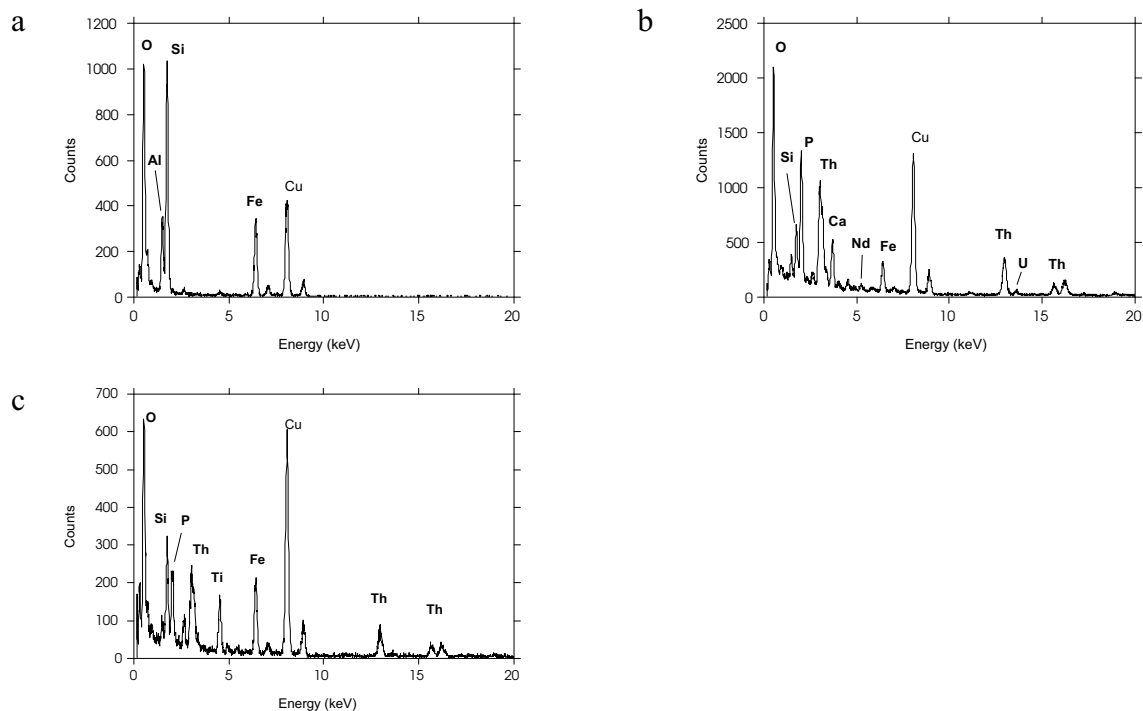 a
1200
1000
800
600
400
200
0
Counts
O
Si
Al
Fe
Cu
0 5 10 15 20
Energy (keV)
b
2500
2000
1500
1000
500
0
Counts
O
Si
P
Th
Ca
Nd
Fe
Cu
Th
U
Th
0 5 10 15 20
Energy (keV)
c
700
600
500
400
300
200
100
0
Counts
O
Si
P
Th
Ti
Fe
Cu
Th
Th
0 5 10 15 20
Energy (keV)